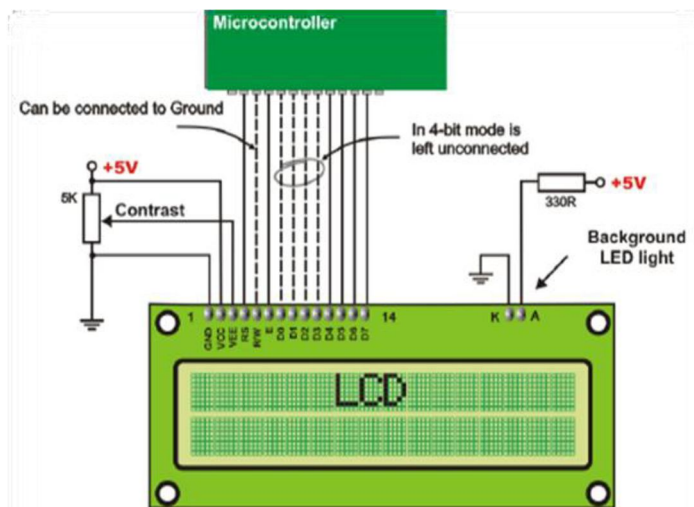 Microcontroller
Can be connected to Ground
In 4-bit mode is
left unconnected
+5V
5K
Contrast
+5V
330R
Background
LED light
1
14
K
A
GND
VCC
VEE
RS
R/W
E
D0
D1
D2
D3
D4
D5
D6
D7
LCD